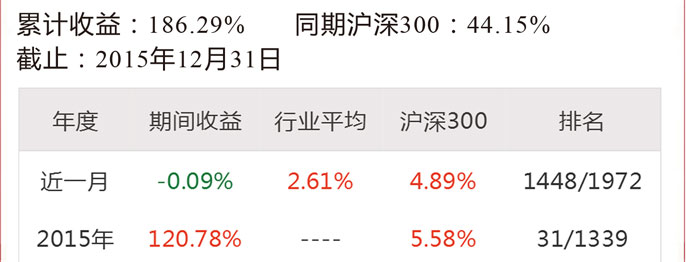 累计收益：186.29% 同期沪深300：44.15%
截止：2015年12月31日
年度 期间收益 行业平均 沪深300 排名
近一月 -0.09% 2.61% 4.89% 1448/1972
2015年 120.78% ---- 5.58% 31/1339